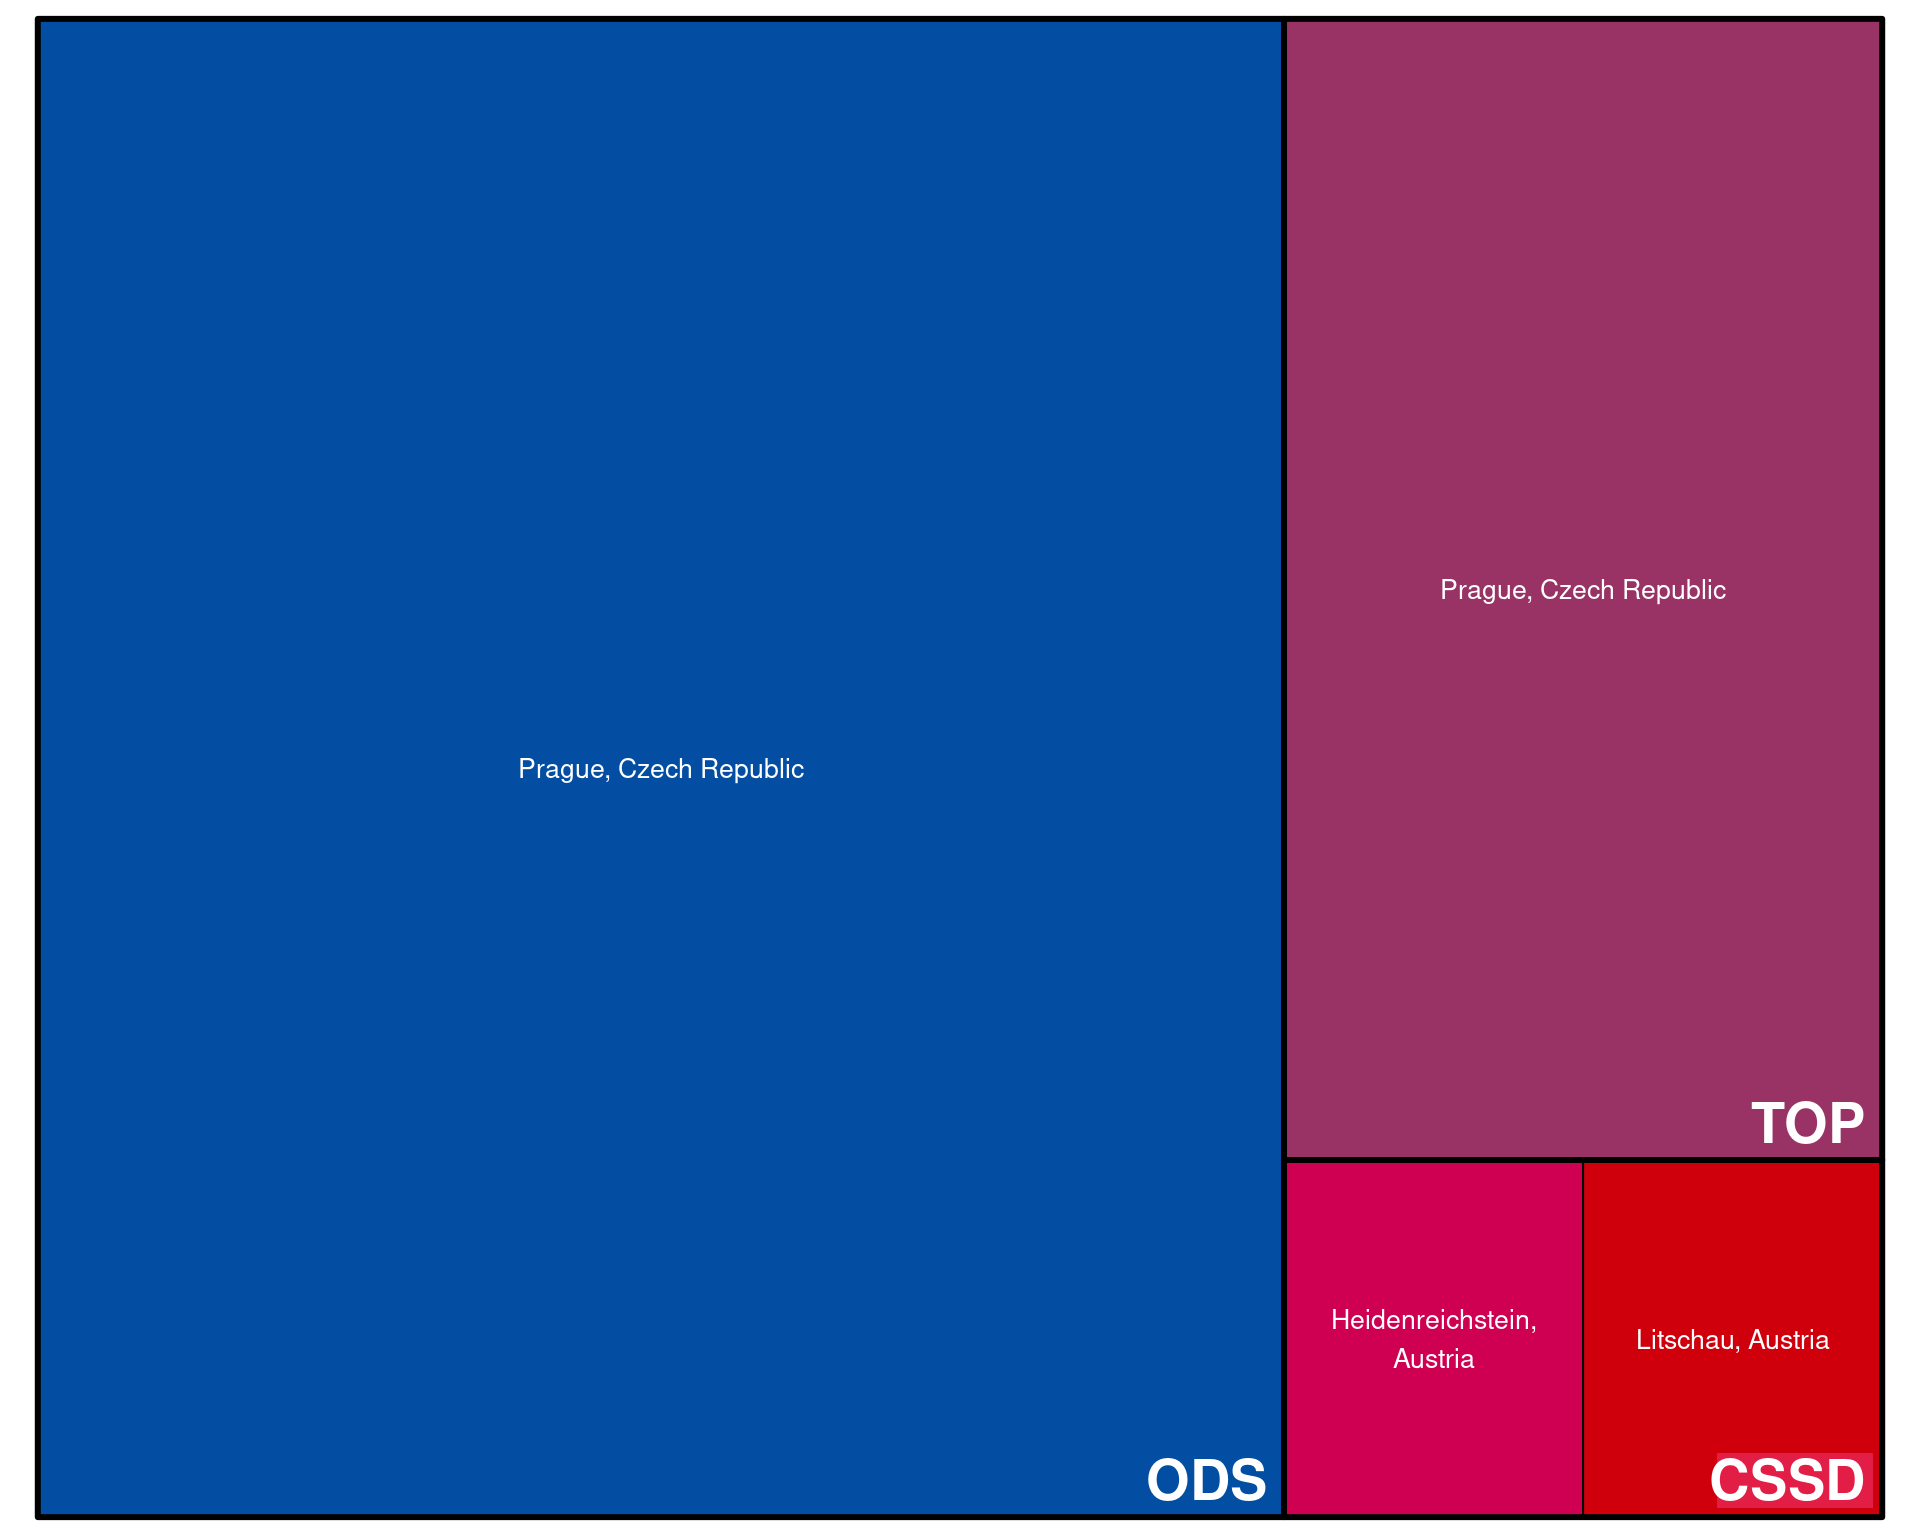 Prague, Czech Republic
ODS
Prague, Czech Republic
TOP
Heidenreichstein,
Austria
Litschau, Austria
CSSD